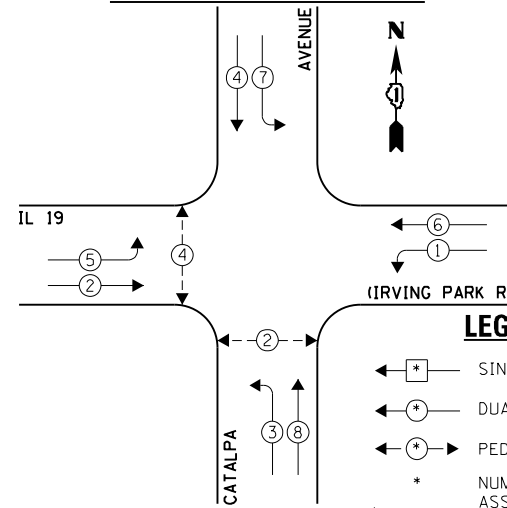 AVENUE
N
1
4
7
IL 19
6
5
4
1
2
(IRVING PARK R
LEG
2
* SIN
* DUA
3
8
* PED
CATALPA
* NUM
ASS